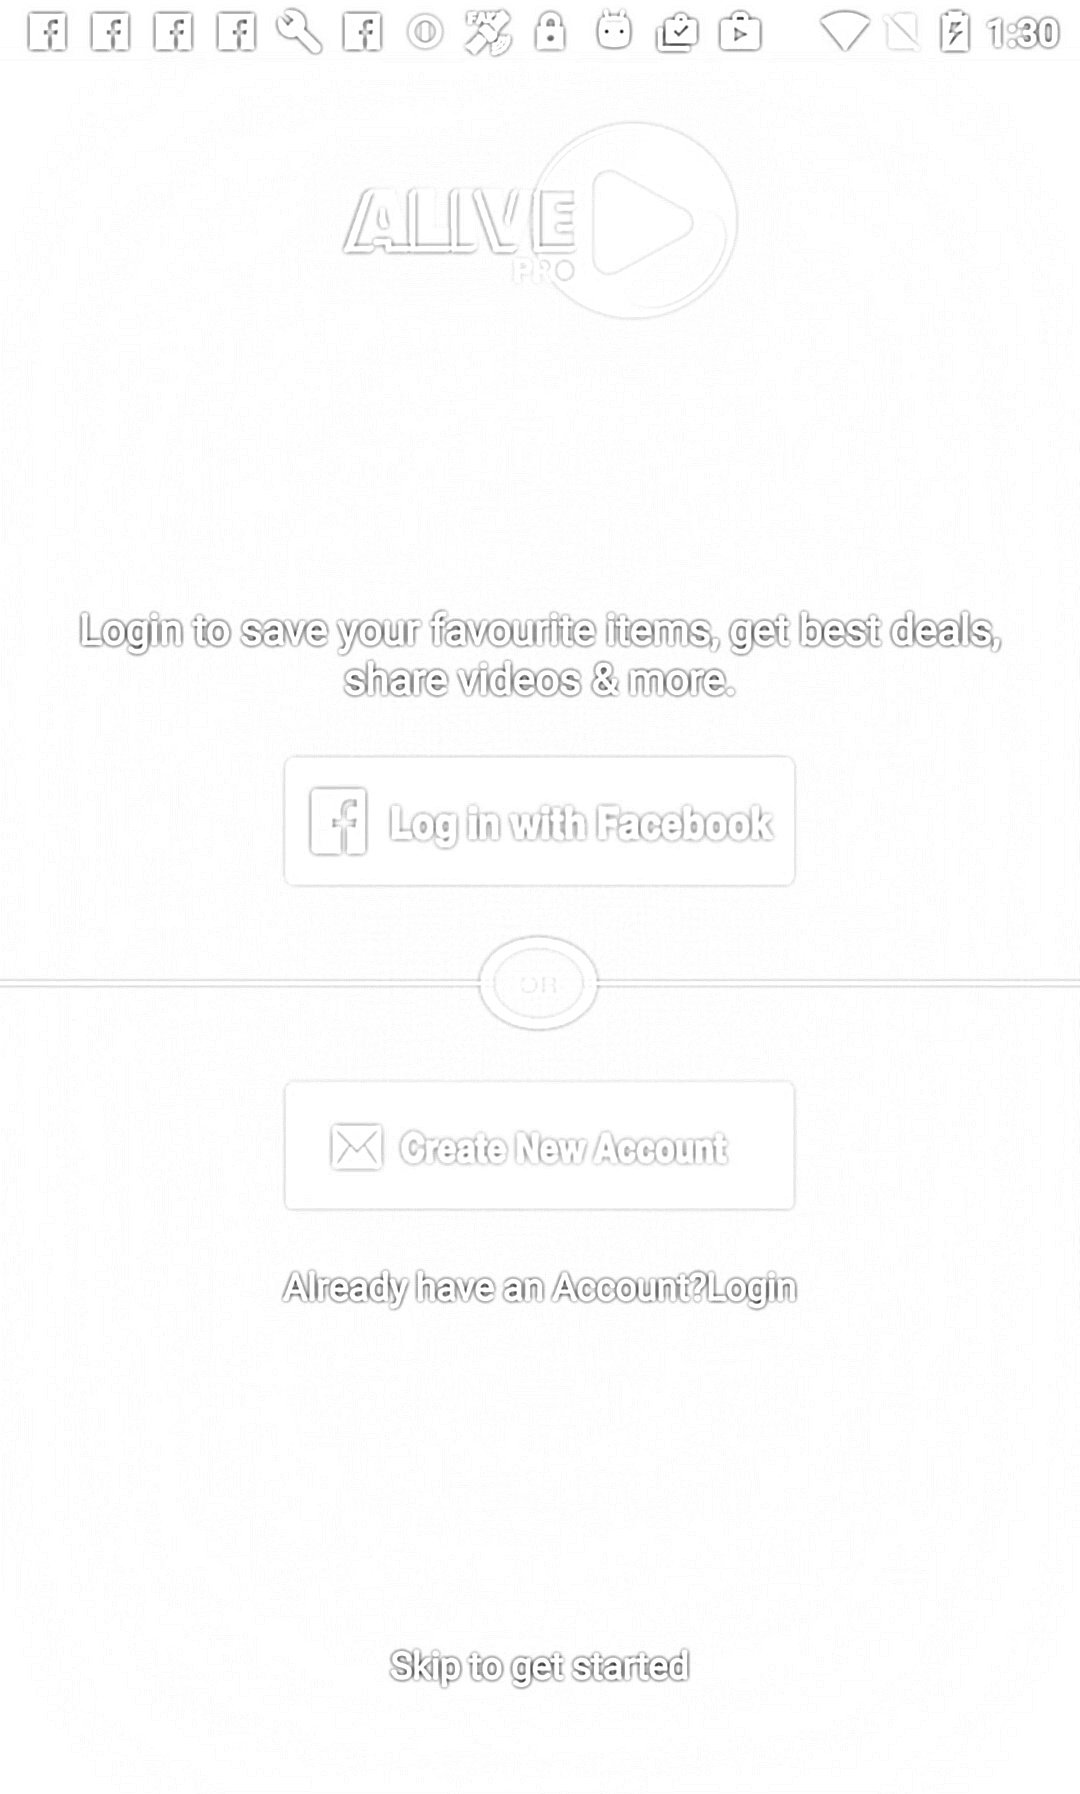 1:30
ALIVE
PRO
Login to save your favourite items, get best deals,
share videos & more.
Log in with Facebook
OR
Create New Account
Already have an Account?Login
Skip to get started